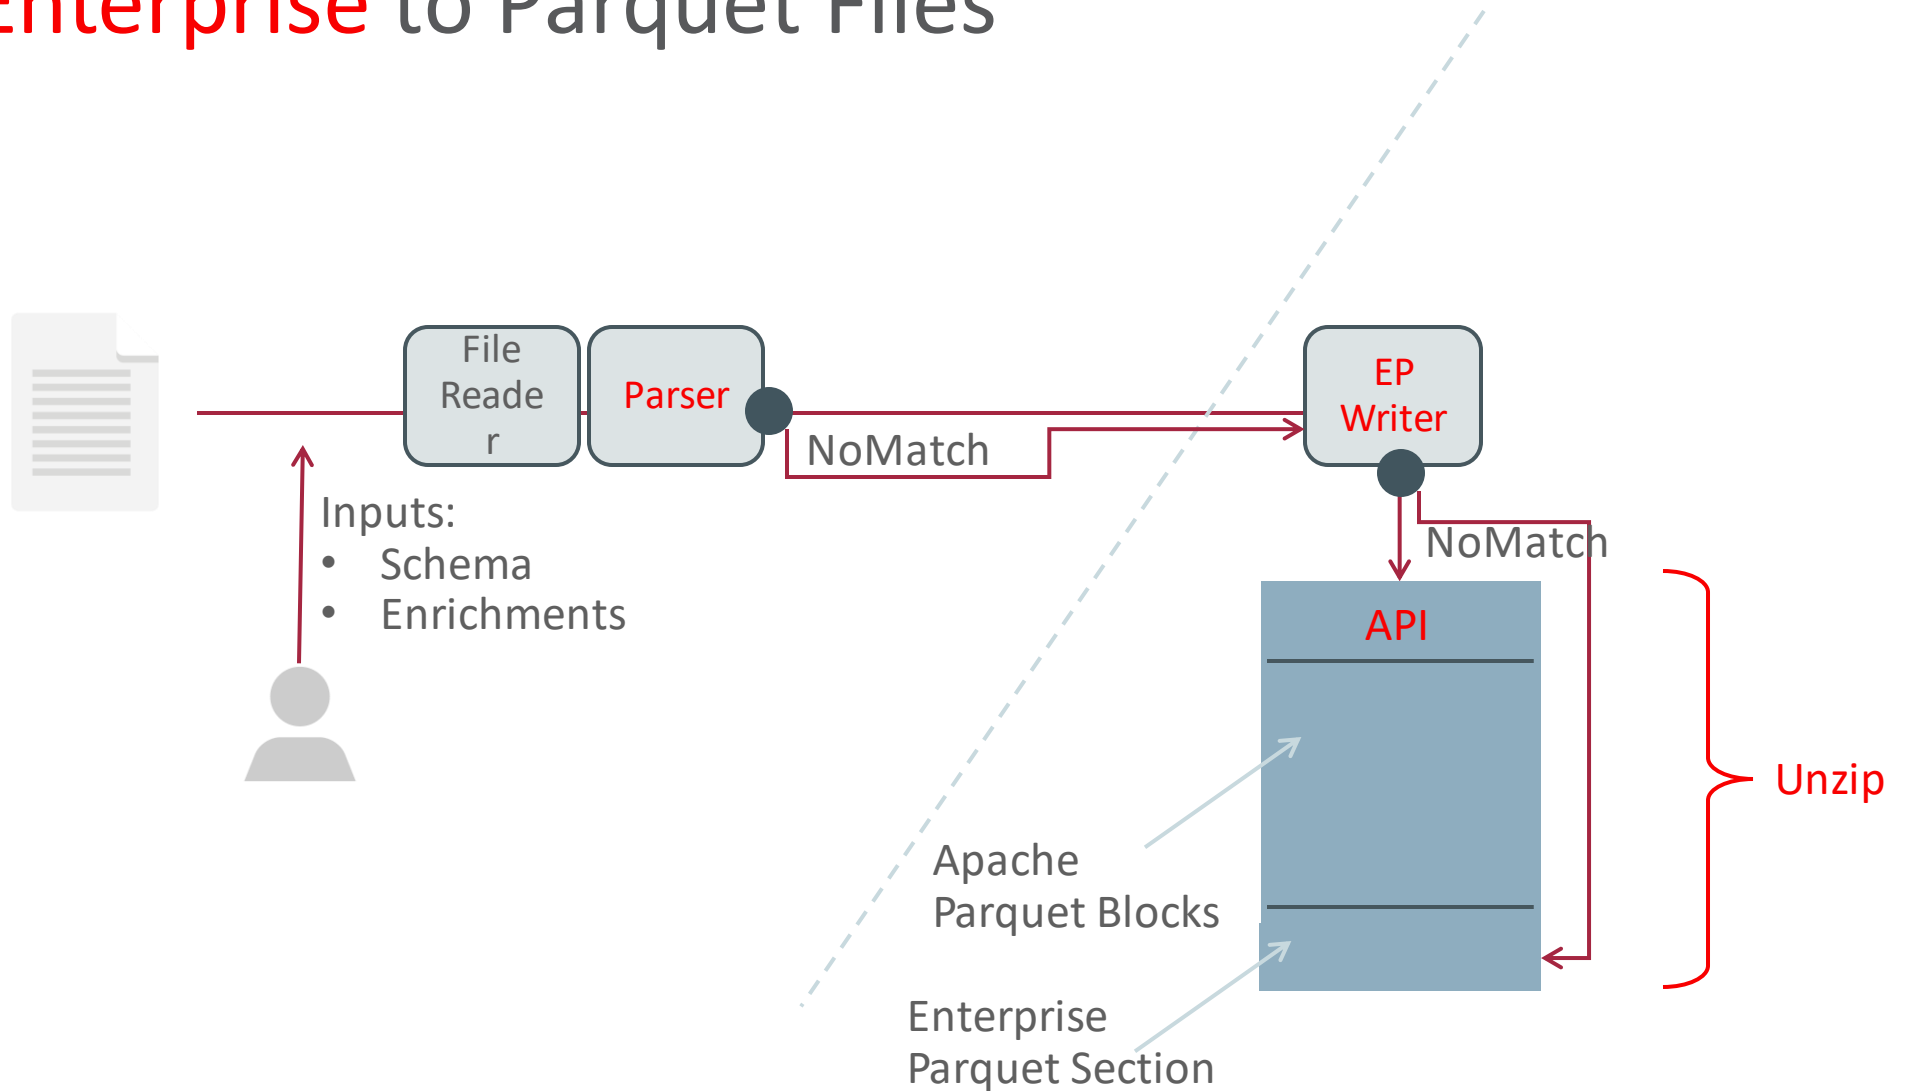 Enterprise to Parquet Files
File
Reade
r
Parser
EP
Writer
NoMatch
Inputs:
• Schema
• Enrichments
NoMatch
API
Unzip
Apache
Parquet Blocks
Enterprise
Parquet Section